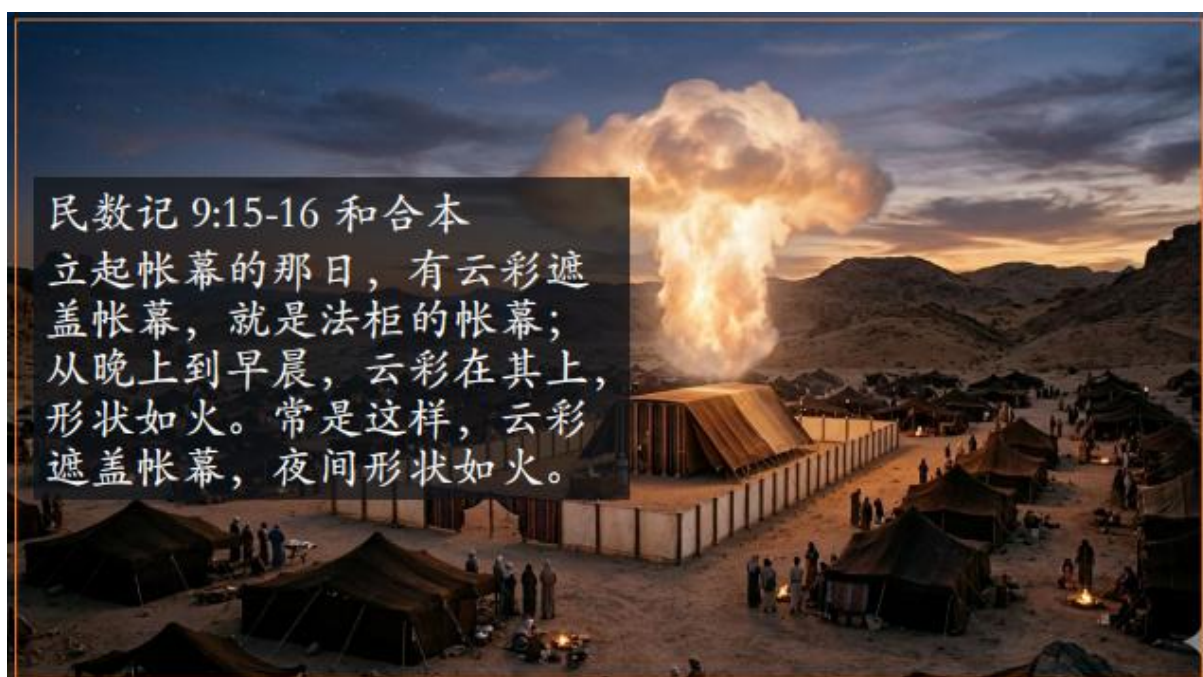 民数记 9:15-16 和合本
立起帐幕的那日，有云彩遮
盖帐幕，就是法柜的帐幕；
从晚上到早晨，云彩在其上，
形状如火。常是这样，云彩
遮盖帐幕，夜间形状如火。